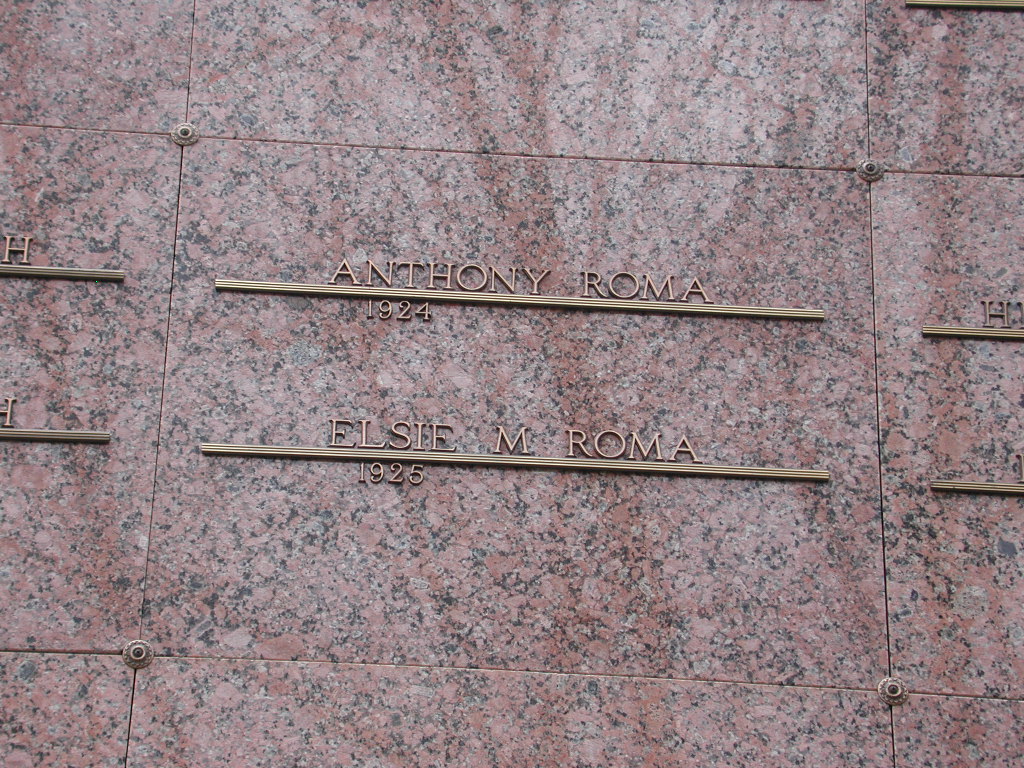 ANTHONY ROMA
1924
ELSIE M ROMA
1925
H
H